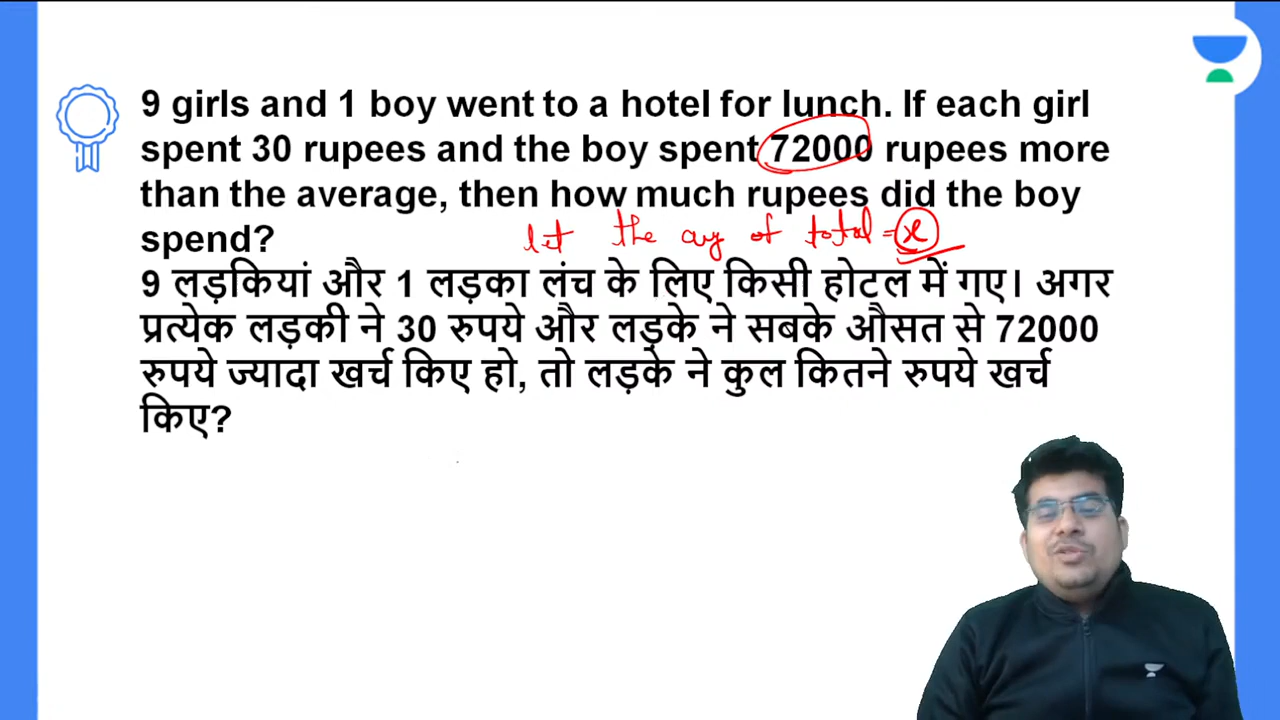 9 girls and 1 boy went to a hotel for lunch. If each girl
spent 30 rupees and the boy spent 72000 rupees more
than the average, then how much rupees did the boy
spend?
let the avg of total = x
9 लड़कियां और 1 लड़का लंच के लिए किसी होटल में गए। अगर
प्रत्येक लड़की ने 30 रुपये और लड़के ने सबके औसत से 72000
रुपये ज्यादा खर्च किए हो, तो लड़के ने कुल कितने रुपये खर्च
किए?